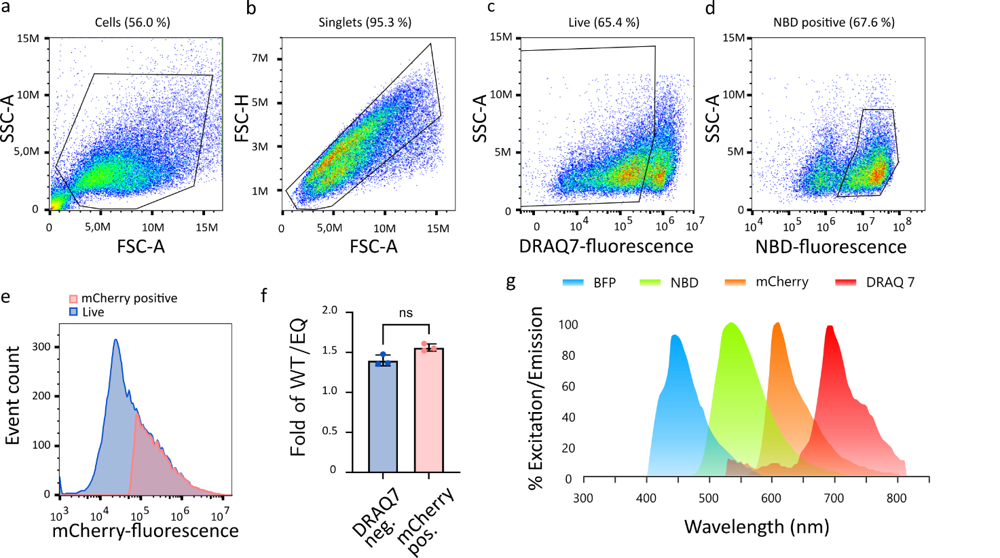 a
Cells (56.0 %)
15M
10M
5,0M
0
SSC-A
0
5,0M
10M
15M
FSC-A
b
Singlets (95.3 %)
7M
5M
3M
1M
FSC-H
0
5,0M
10M
15M
FSC-A
c
Live (65.4 %)
15M
10M
5M
0
SSC-A
0
10^4
10^5
10^6
10^7
DRAQ7-fluorescence
d
NBD positive (67.6 %)
15M
10M
5M
0
SSC-A
10^4
10^5
10^6
10^7
10^8
NBD-fluorescence
e
mCherry positive
Live
300
200
100
0
Event count
10^3
10^4
10^5
10^6
10^7
mCherry-fluorescence
f
ns
2.0
1.5
1.0
0.5
0
Fold of WT/EQ
DRAQ7
neg.
mCherry
pos.
g
BFP
NBD
mCherry
DRAQ 7
100
80
60
40
20
0
% Excitation/Emission
300
400
500
600
700
800
Wavelength (nm)